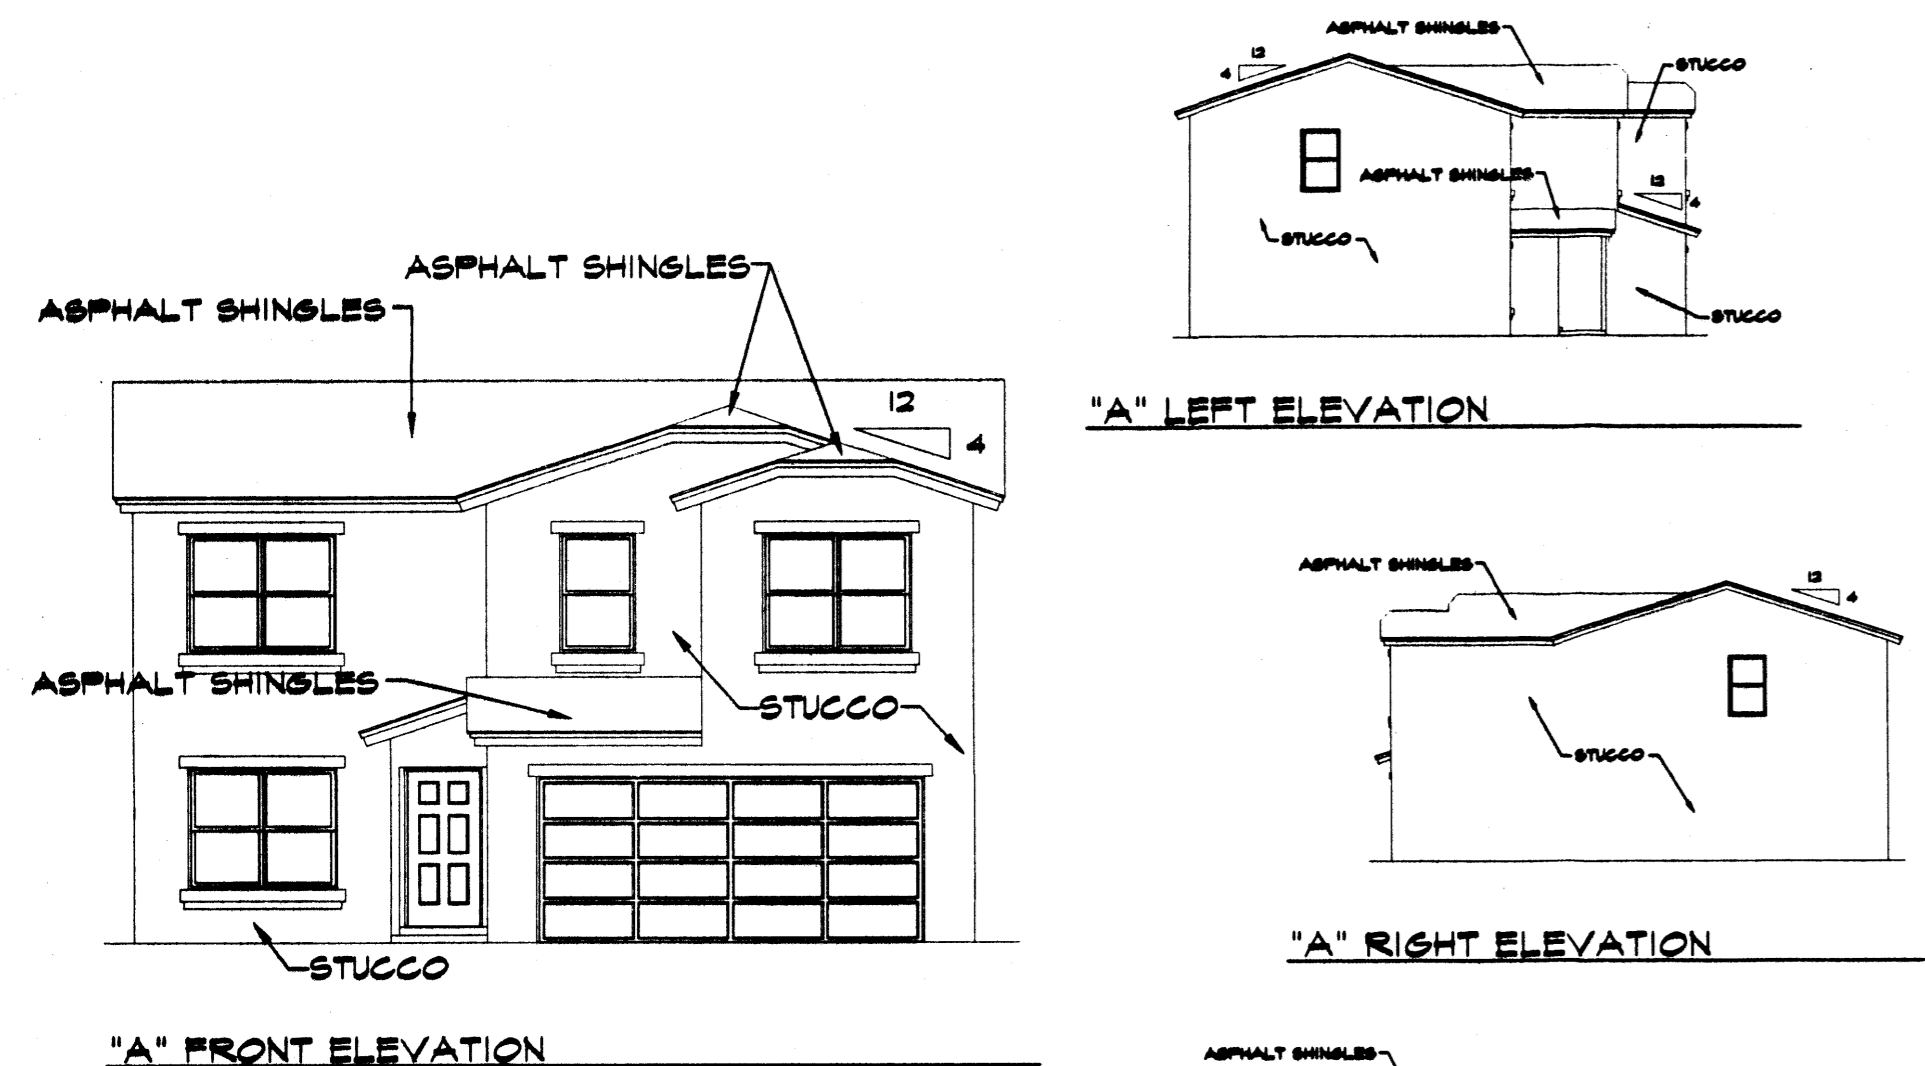 ASPHALT SHINGLES
ASPHALT SHINGLES
12
4
ASPHALT SHINGLES
STUCCO
STUCCO
"A" FRONT ELEVATION
ASPHALT SHINGLES
12
4
STUCCO
ASPHALT SHINGLES
12
4
STUCCO
STUCCO
"A" LEFT ELEVATION
ASPHALT SHINGLES
12
4
STUCCO
"A" RIGHT ELEVATION
ASPHALT SHINGLES